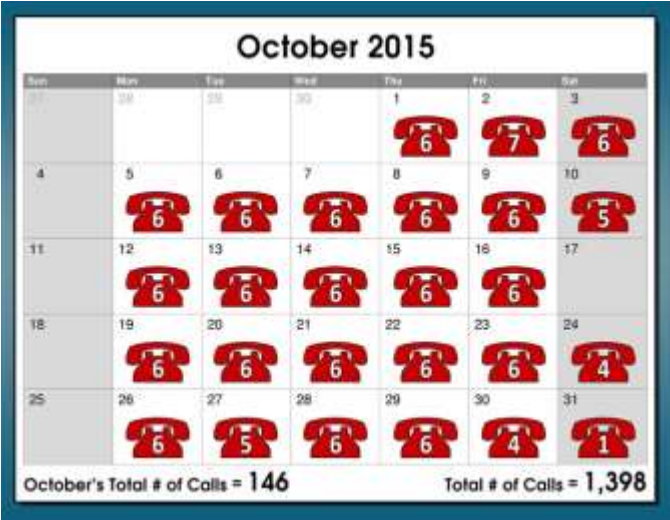 October 2015
Sun Mon Tue Wed Thu Fri Sat
27 28 29 30 1 2 3
6 7 6
4 5 6 7 8 9 10
6 6 6 6 6 5
11 12 13 14 15 16 17
6 6 6 6 6
18 19 20 21 22 23 24
6 6 6 6 6 4
25 26 27 28 29 30 31
6 5 6 6 4 1
October's Total # of Calls = 146 Total # of Calls = 1,398